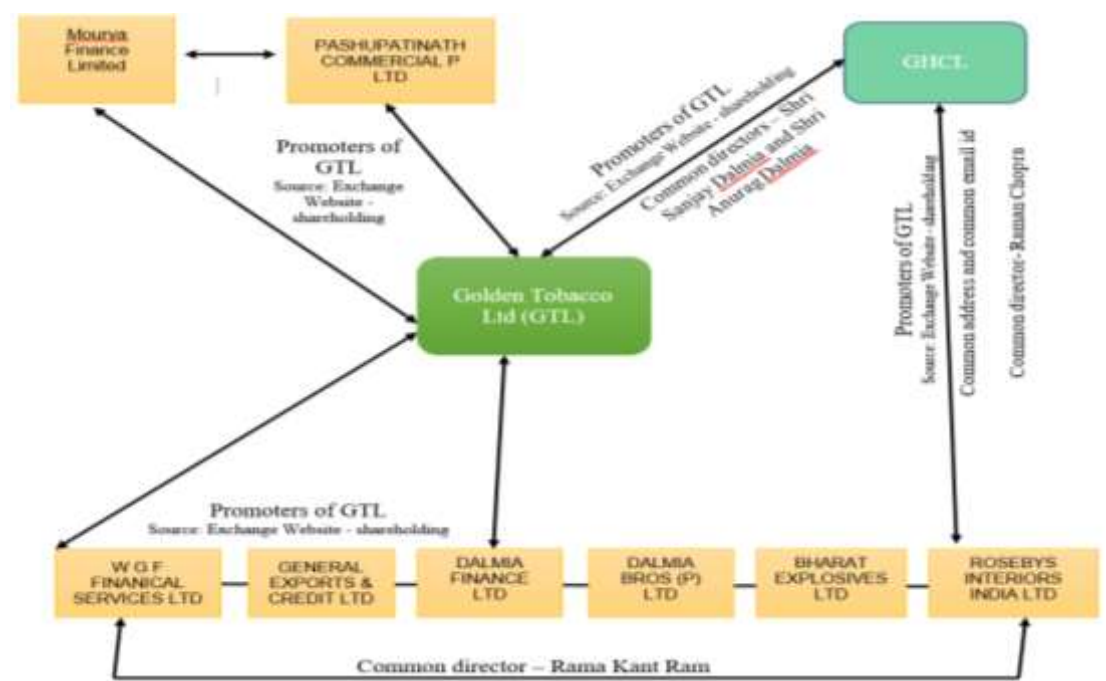 Mourya
Finance
Limited
PASHUPATINATH
COMMERCIAL P
LTD
GHCL
Promoters of
GTL
Source: Exchange
Website -
shareholding
Promoters of GTL
Source: Exchange Website - shareholding
Common directors – Shri
Sanjay Dalmia and Shri
Anurag Dalmia
Promoters of GTL
Source: Exchange Website - shareholding
Common address and common email id
Common director- Raman Chopra
Golden Tobacco
Ltd (GTL)
Promoters of GTL
Source: Exchange Website - shareholding
W G F
FINANICAL
SERVICES LTD
GENERAL
EXPORTS &
CREDIT LTD
DALMIA
FINANCE
LTD
DALMIA
BROS (P)
LTD
BHARAT
EXPLOSIVES
LTD
ROSEBYS
INTERIORS
INDIA LTD
Common director – Rama Kant Ram